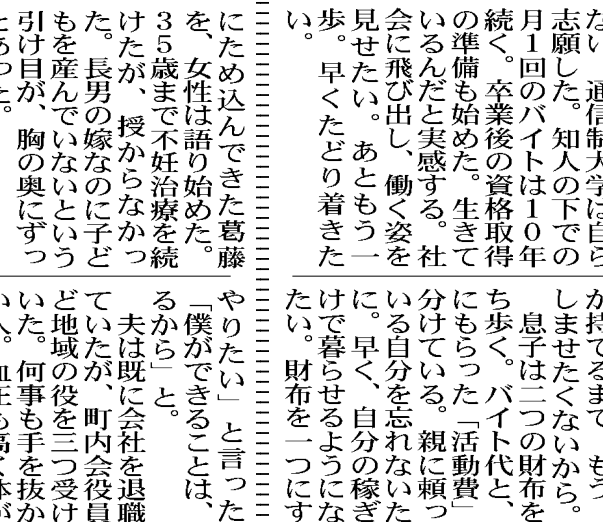 ない　通信制大学は自ら
志願した。知人の下での
月１回のバイトは１０年
続く。卒業後の資格取得
の準備も始めた。生きて
いるんだと実感する。社
会に飛び出し、働く姿を
見せたい。あともう一
歩。早くたどり着きた
い。
が持てるまで　もう
しませたくないから。
息子は二つの財布を
ち歩く。バイト代と、
にもらった「活動費」
分けている。親に頼っ
いる自分を忘れないた
に。早く、自分の稼ぎ
けで暮らせるようにな
たい。財布を一つにす
にため込んできた葛藤
を、女性は語り始めた。
３５歳まで不妊治療を続
けたが、授からなかっ
た。長男の嫁なのに子ど
もを産んでいないという
引け目が、胸の奥にずっ
とあった。
やりたい」と言った
「僕ができることは、
るから」と。
夫は既に会社を退職
ていたが、町内会役員
ど地域の役を三つ受け
いた。何事も手を抜か
い人。血圧も高く体が